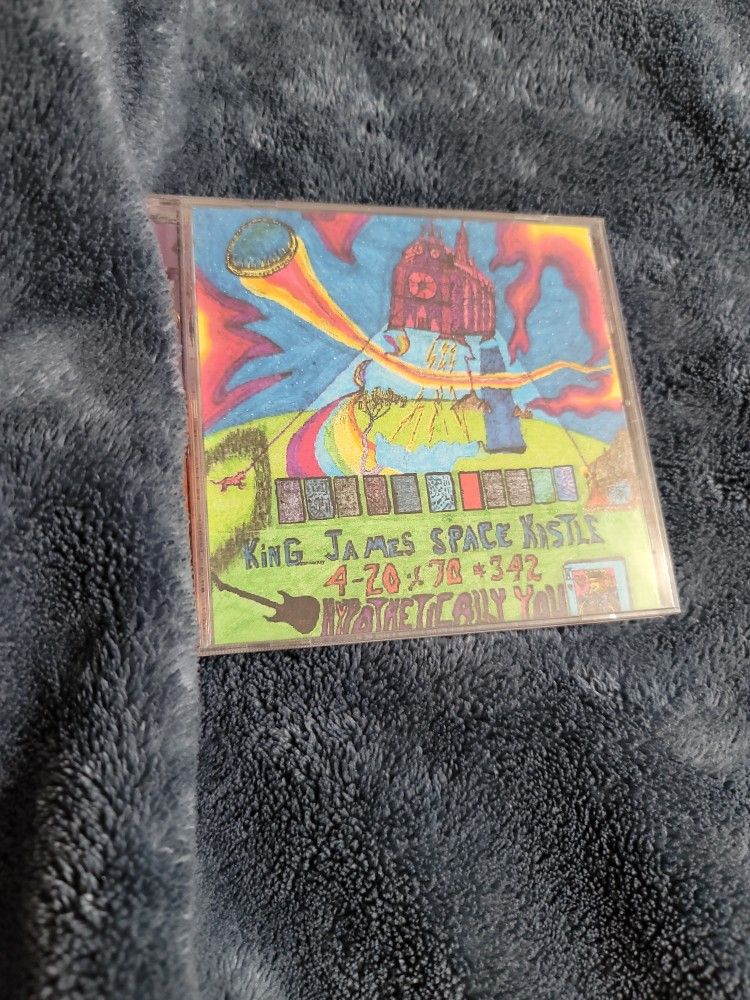 KING JAMES SPACE KASTLE
4-20 % 70 * 342
HYPOTHETICALLY YOU